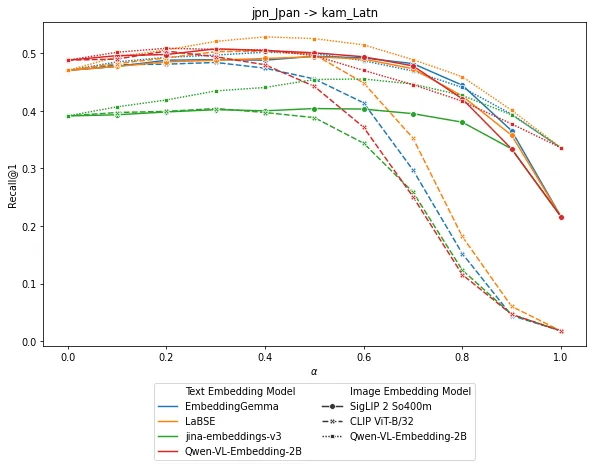 jpn_Jpan -> kam_Latn
Recall@1
0.5
0.4
0.3
0.2
0.1
0.0
0.0 0.2 0.4 0.6 0.8 1.0
α
Text Embedding Model Image Embedding Model
EmbeddingGemma SigLIP 2 So400m
LaBSE CLIP ViT-B/32
jina-embeddings-v3 Qwen-VL-Embedding-2B
Qwen-VL-Embedding-2B